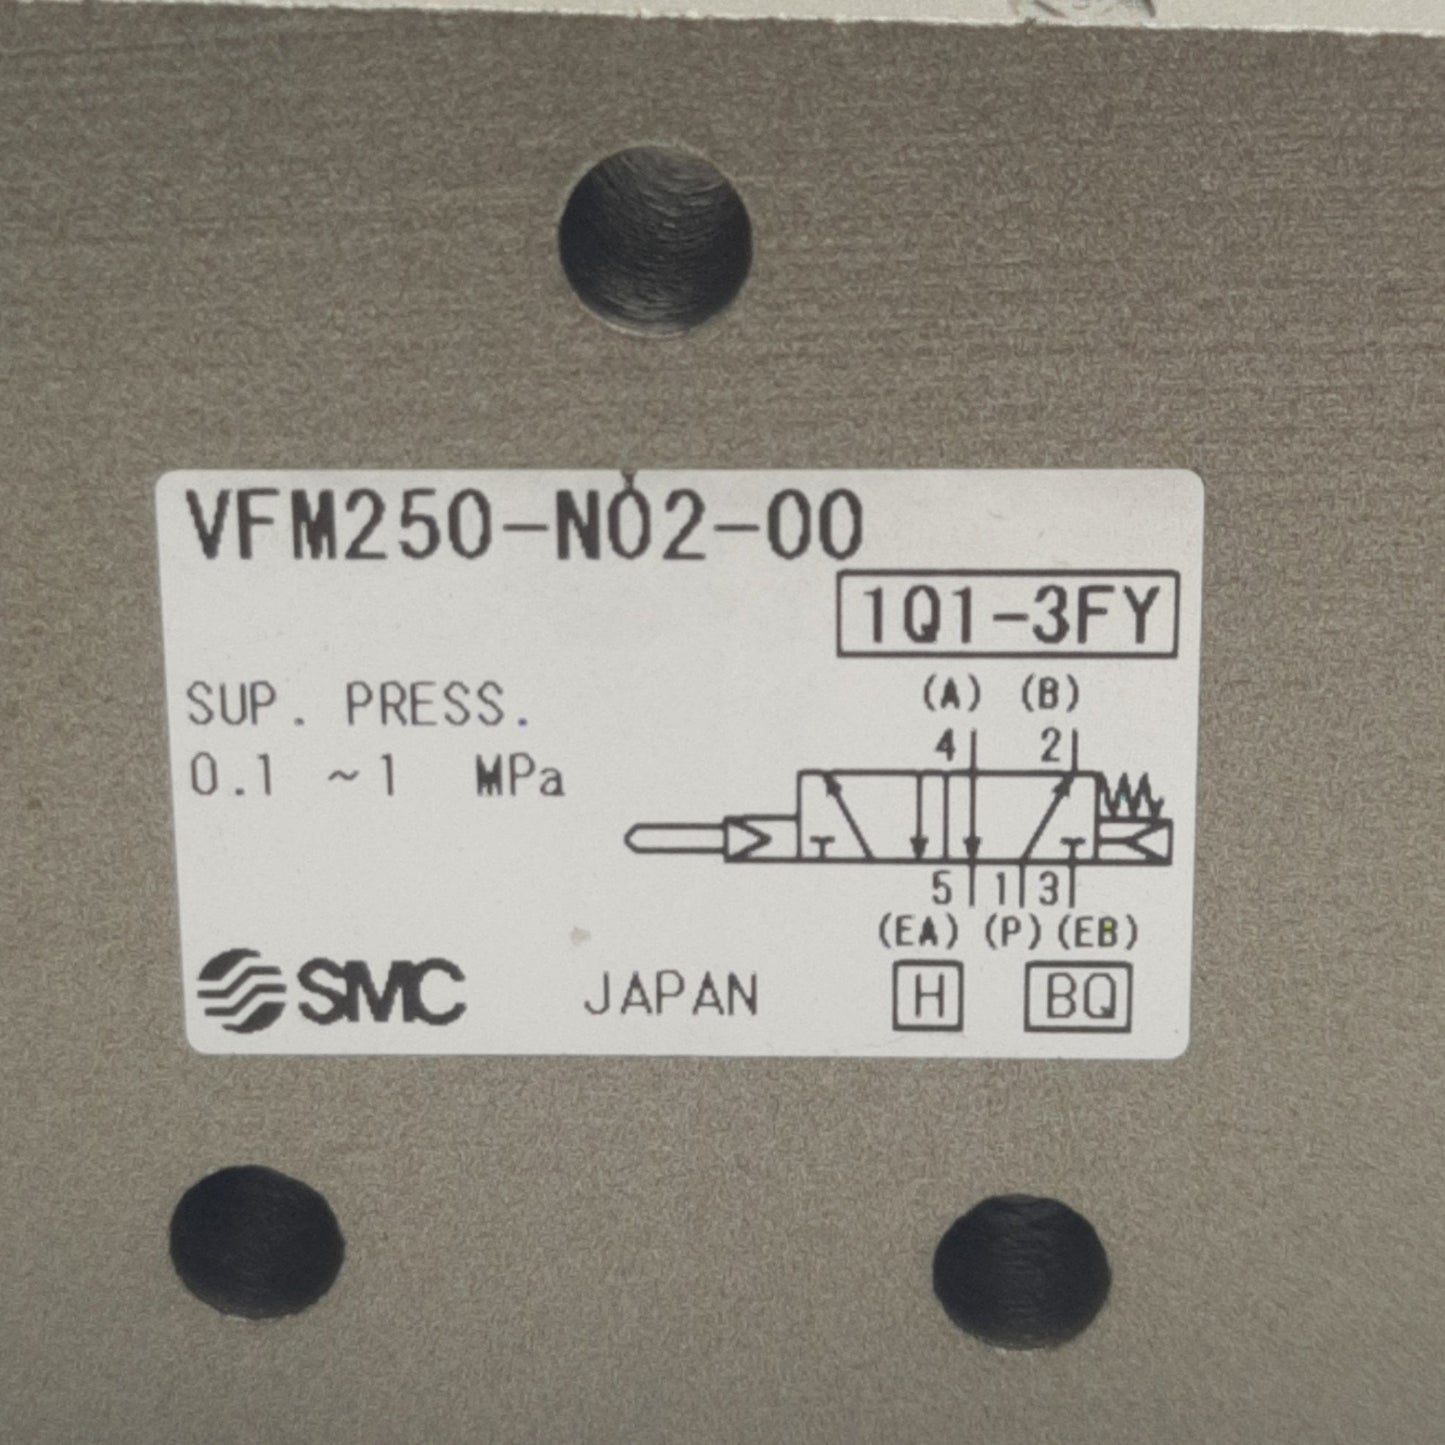 VFM250-N02-00
1Q1-3FY
SUP. PRESS.
0.1 ~1 MPa
(A) (B)
4 2
5 1 3
(EA) (P) (EB)
SMC JAPAN H BQ